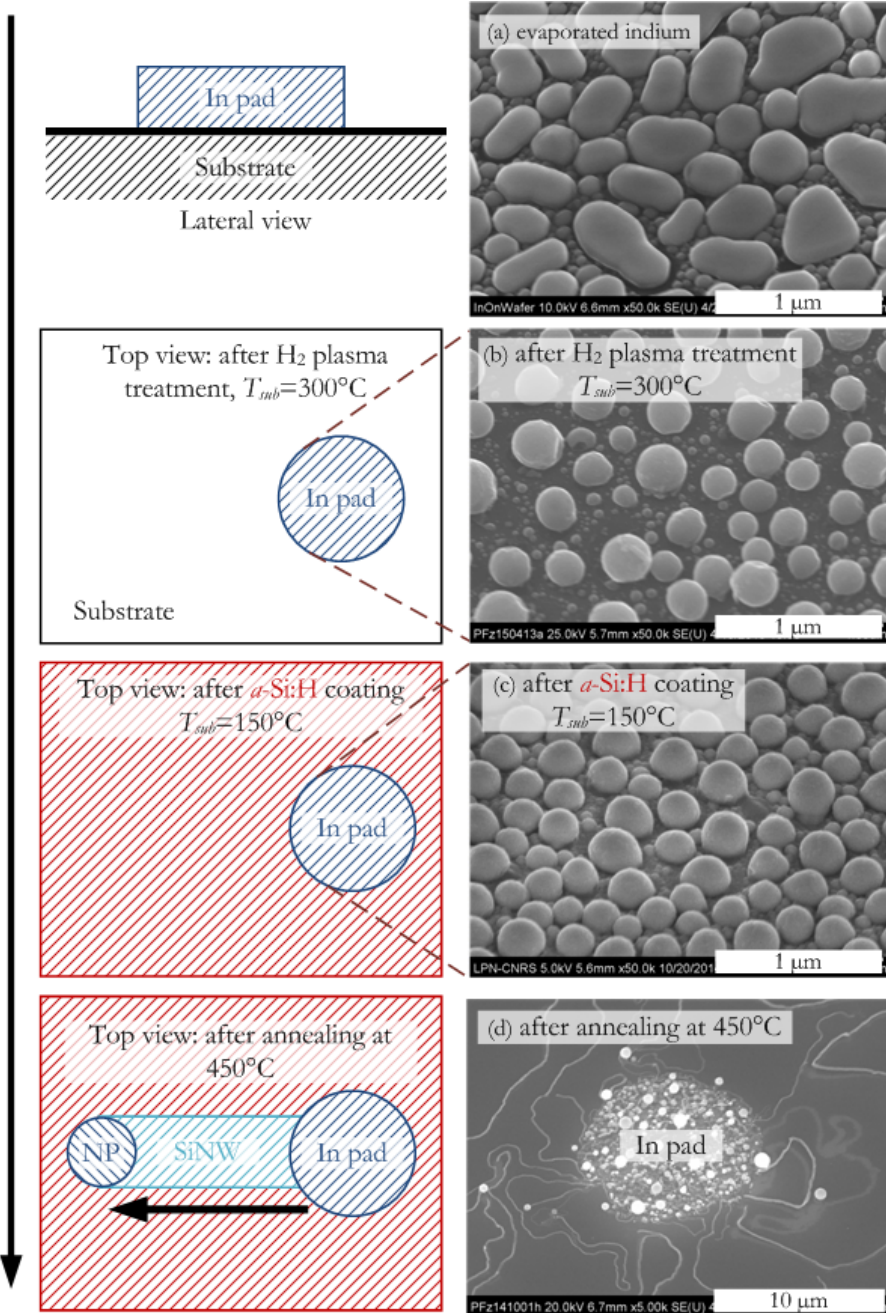 (a) evaporated indium
In pad
Substrate
Lateral view
InOnWafer 10.0kV 6.6mm x50.0k SE(U) 4/2
1 µm
Top view: after H₂ plasma
treatment, Tsub=300°C
In pad
Substrate
(b) after H₂ plasma treatment
Tsub=300°C
PFz150413a 25.0kV 5.7mm x50.0k SE(U)
1 µm
Top view: after a-Si:H coating
Tsub=150°C
In pad
(c) after a-Si:H coating
Tsub=150°C
LPN-CNRS 5.0kV 5.6mm x50.0k 10/20/201
1 µm
Top view: after annealing at
450°C
NP
SiNW
In pad
(d) after annealing at 450°C
In pad
PFz141001h 20.0kV 6.7mm x5.00k SE(U)
10 µm